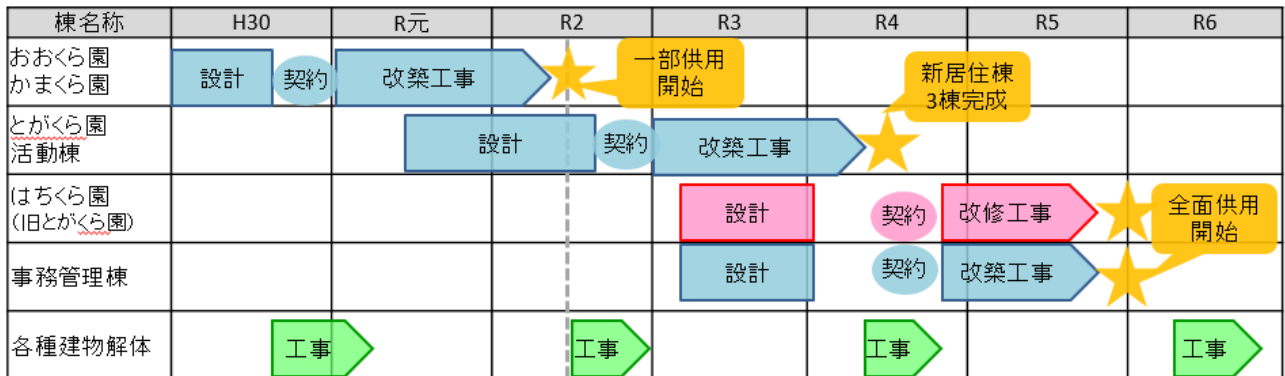 棟名称 H30 R元 R2 R3 R4 R5 R6
おおくら園
かまくら園
設計 契約 改築工事
一部供用
開始
新居住棟
3棟完成
とがくら園
活動棟
設計 契約 改築工事
はちくら園
(旧とがくら園)
設計 契約 改修工事
全面供用
開始
事務管理棟
設計 契約 改築工事
各種建物解体
工事 工事 工事 工事